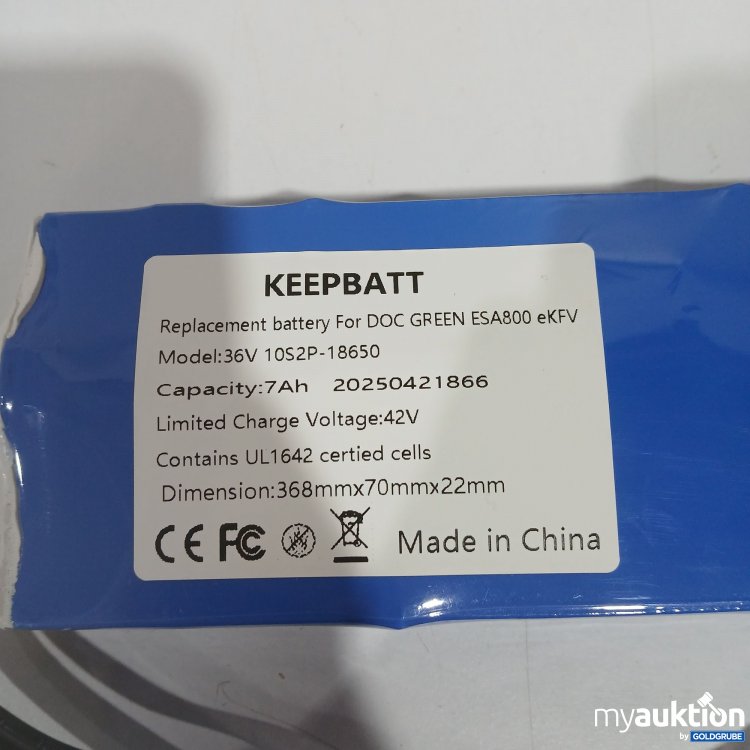 KEEPBATT
Replacement battery For DOC GREEN ESA800 eKFV
Model:36V 10S2P-18650
Capacity:7Ah 20250421866
Limited Charge Voltage:42V
Contains UL1642 certied cells
Dimension:368mmx70mmx22mm
CE FC Made in China
myauktion
by GOLDGRUBE